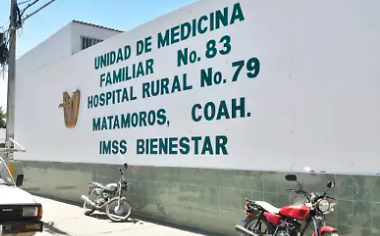 UNIDAD DE MEDICINA
FAMILIAR No. 83
HOSPITAL RURAL No. 79
MATAMOROS, COAH.
IMSS BIENESTAR